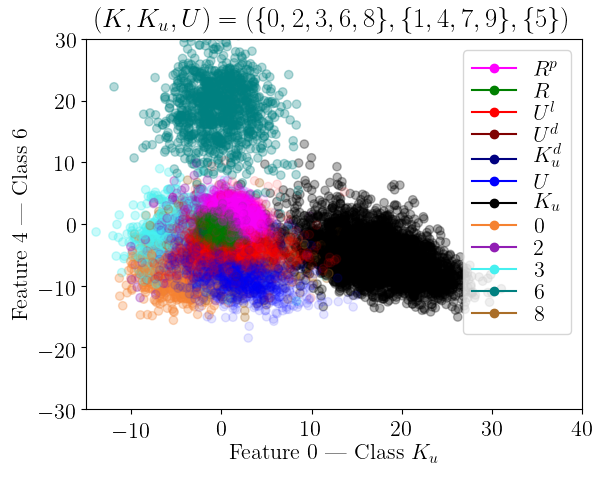 (K, K_u, U) = ({0, 2, 3, 6, 8}, {1, 4, 7, 9}, {5})
30
20
10
0
−10
−20
−30
Feature 4 — Class 6
−10
0
10
20
30
40
Feature 0 — Class K_u
R^p
R
U^l
U^d
K_u^d
U
K_u
0
2
3
6
8